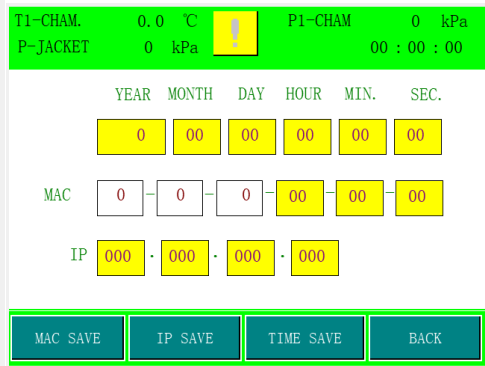 T1-CHAM. 0.0 ℃ ! P1-CHAM 0 kPa
P-JACKET 0 kPa 00:00:00
YEAR MONTH DAY HOUR MIN. SEC.
0 00 00 00 00 00
MAC 0-0-0-00-00-00
IP 000.000.000.000
MAC SAVE IP SAVE TIME SAVE BACK